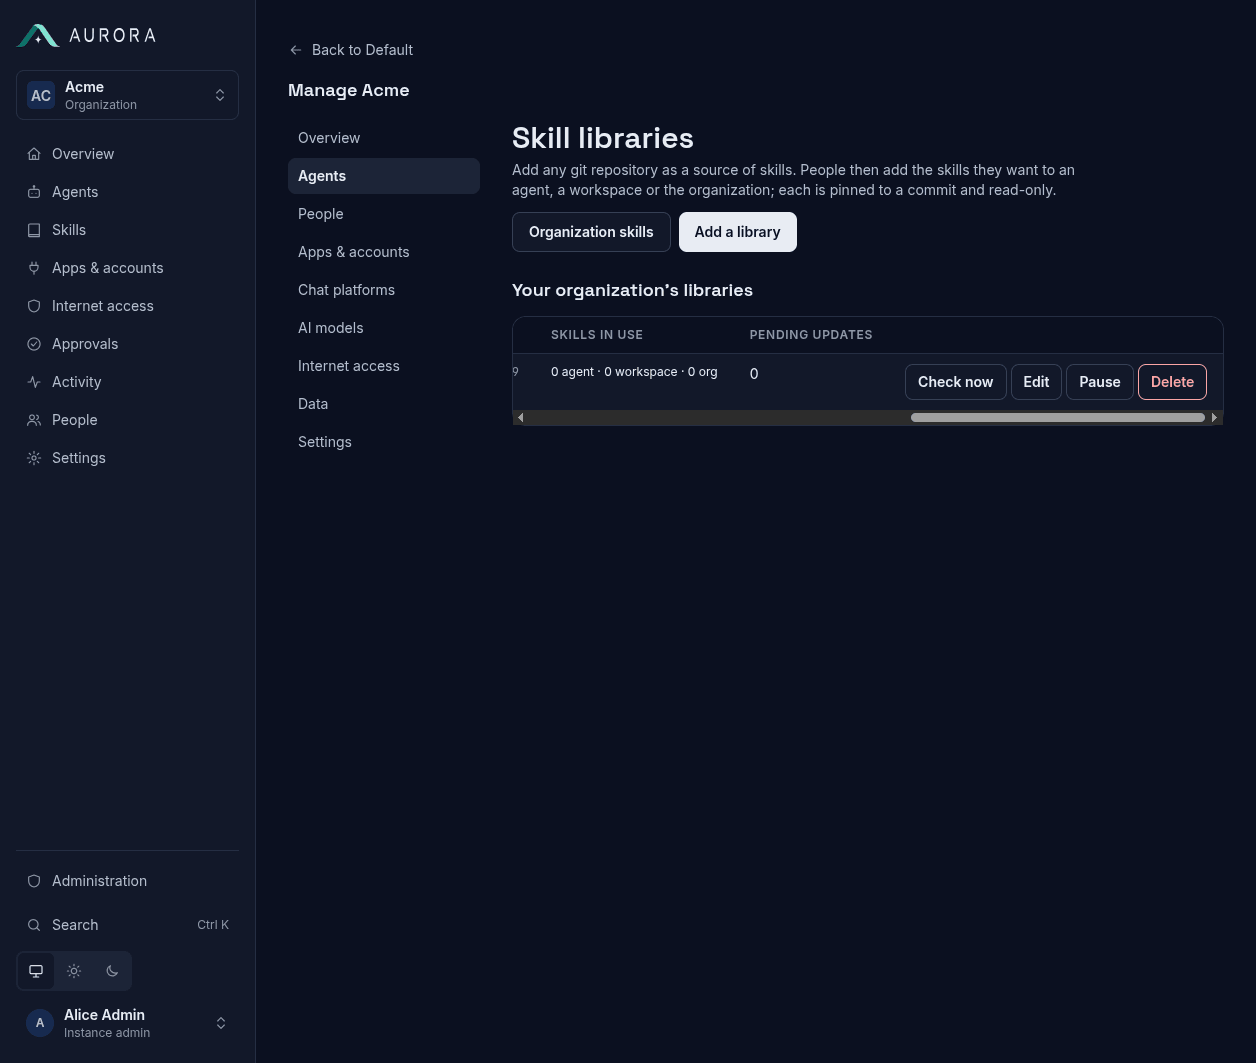 AURORA
AC
Acme
Organization
Overview
Agents
Skills
Apps & accounts
Internet access
Approvals
Activity
People
Settings
Administration
Search
Ctrl K
A
Alice Admin
Instance admin
Back to Default
Manage Acme
Overview
Agents
People
Apps & accounts
Chat platforms
AI models
Internet access
Data
Settings
Skill libraries
Add any git repository as a source of skills. People then add the skills they want to an
agent, a workspace or the organization; each is pinned to a commit and read-only.
Organization skills
Add a library
Your organization’s libraries
SKILLS IN USE
PENDING UPDATES
9
0 agent · 0 workspace · 0 org
0
Check now
Edit
Pause
Delete